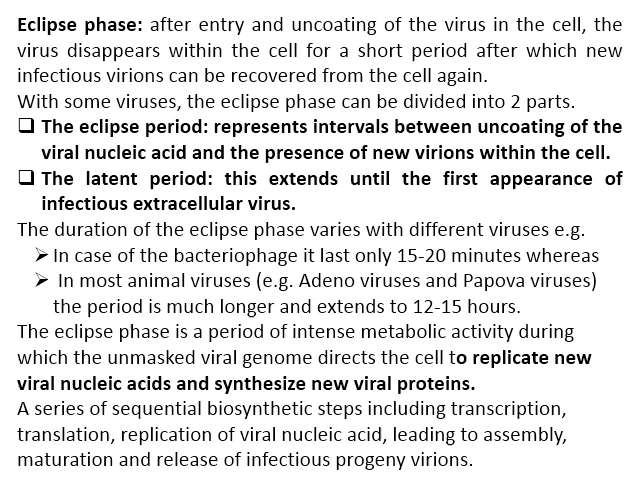 Eclipse phase: after entry and uncoating of the virus in the cell, the
virus disappears within the cell for a short period after which new
infectious virions can be recovered from the cell again.
With some viruses, the eclipse phase can be divided into 2 parts.
❑ The eclipse period: represents intervals between uncoating of the
viral nucleic acid and the presence of new virions within the cell.
❑ The latent period: this extends until the first appearance of
infectious extracellular virus.
The duration of the eclipse phase varies with different viruses e.g.
➢ In case of the bacteriophage it last only 15-20 minutes whereas
➢ In most animal viruses (e.g. Adeno viruses and Papova viruses)
the period is much longer and extends to 12-15 hours.
The eclipse phase is a period of intense metabolic activity during
which the unmasked viral genome directs the cell to replicate new
viral nucleic acids and synthesize new viral proteins.
A series of sequential biosynthetic steps including transcription,
translation, replication of viral nucleic acid, leading to assembly,
maturation and release of infectious progeny virions.